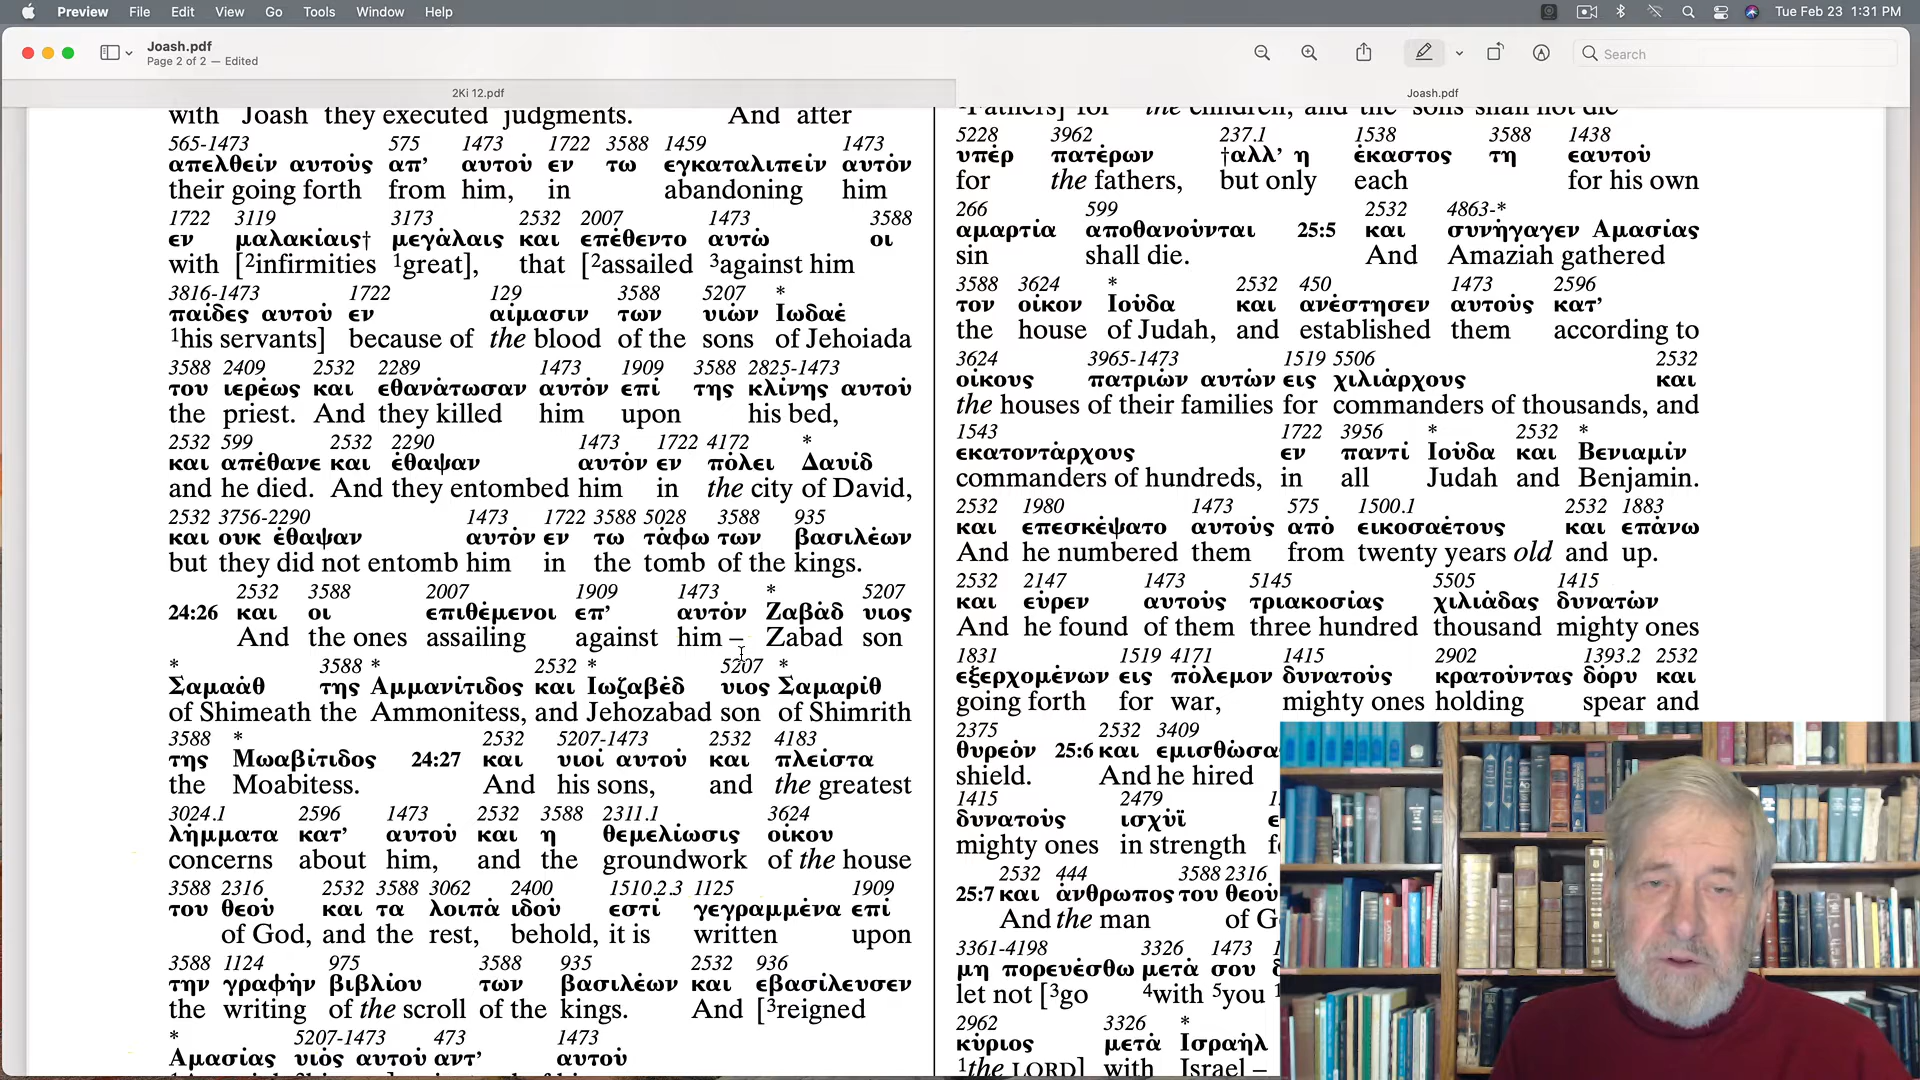 Preview File Edit View Go Tools Window Help Tue Feb 23 1:31 PM
Joash.pdf
Page 2 of 2 — Edited
Search
2Ki 12.pdf
Joash.pdf
with Joash they executed judgments. And after
565-1473 575 1473 1722 3588 1459 1473
απελθείν αυτούς απ’ αυτού εν τω εγκαταλιπείν αυτόν
their going forth from him, in abandoning him
1722 3119 3173 2532 2007 1473 3588
εν μαλακίαις† μεγάλαις και επέθεντο αυτώ οι
with [²infirmities ¹great], that [²assailed ³against him
3816-1473 1722 129 3588 5207 *
παίδες αυτού εν αίμασιν των υιών Ιωδαέ
¹his servants] because of the blood of the sons of Jehoiada
3588 2409 2532 2289 1473 1909 3588 2825-1473
του ιερέως και εθανάτωσαν αυτόν επί της κλίνης αυτού
the priest. And they killed him upon his bed,
2532 599 2532 2290 1473 1722 4172 *
και απέθανε και έθαψαν αυτόν εν πόλει Δαυίδ
and he died. And they entombed him in the city of David,
2532 3756-2290 1473 1722 3588 5028 3588 935
και ουκ έθαψαν αυτόν εν τω τάφω των βασιλέων
but they did not entomb him in the tomb of the kings.
2532 3588 2007 1909 1473 * 5207
24:26 και οι επιθέμενοι επ’ αυτόν Ζαβάδ υιος
And the ones assailing against him – Zabad son
* 3588 * 2532 * 5207 *
Σαμαάθ της Αμμανίτιδος και Ιωζαβέδ υιος Σαμαρίθ
of Shimeath the Ammonitess, and Jehozabad son of Shimrith
3588 * 2532 5207-1473 2532 4183
της Μωαβίτιδος 24:27 και υιοί αυτού και πλείστα
the Moabitess. And his sons, and the greatest
3024.1 2596 1473 2532 3588 2311.1 3624
λήμματα κατ’ αυτού και η θεμελίωσις οίκου
concerns about him, and the groundwork of the house
3588 2316 2532 3588 3062 2400 1510.2.3 1125 1909
του θεού και τα λοιπά ιδού εστί γεγραμμένα επί
of God, and the rest, behold, it is written upon
3588 1124 975 3588 935 2532 936
την γραφήν βιβλίου των βασιλέων και εβασίλευσεν
the writing of the scroll of the kings. And [³reigned
* 5207-1473 473 1473
Αμασίας υιός αυτού αντ’ αυτού
¹Fathers] for the children, and the sons shall not die
5228 3962 237.1 1538 3588 1438
υπέρ πατέρων †αλλ’ η έκαστος τη εαυτού
for the fathers, but only each for his own
266 599 2532 4863-*
αμαρτία αποθανούνται 25:5 και συνήγαγεν Αμασίας
sin shall die. And Amaziah gathered
3588 3624 * 2532 450 1473 2596
τον οίκον Ιούδα και ανέστησεν αυτούς κατ’
the house of Judah, and established them according to
3624 3965-1473 1519 5506 2532
οίκους πατριών αυτών εις χιλιάρχους και
the houses of their families for commanders of thousands, and
1543 1722 3956 * 2532 *
εκατοντάρχους εν παντί Ιούδα και Βενιαμίν
commanders of hundreds, in all Judah and Benjamin.
2532 1980 1473 575 1500.1 2532 1883
και επεσκέψατο αυτούς από εικοσαέτους και επάνω
And he numbered them from twenty years old and up.
2532 2147 1473 5145 5505 1415
και εύρεν αυτούς τριακοσίας χιλιάδας δυνατών
And he found of them three hundred thousand mighty ones
1831 1519 4171 1415 2902 1393.2 2532
εξερχομένων εις πόλεμον δυνατούς κρατούντας δόρυ και
going forth for war, mighty ones holding spear and
2375 2532 3409
θυρεόν 25:6 και εμισθώσα
shield. And he hired
1415 2479
δυνατούς ισχύϊ
mighty ones in strength
2532 444 3588 2316
25:7 και άνθρωπος του θεού
And the man of G
3361-4198 3326 1473
μη πορευέσθω μετά σου
let not [³go ⁴with ⁵you
2962 3326 *
κύριος μετά Ισραήλ
¹the LORD] with Israel –